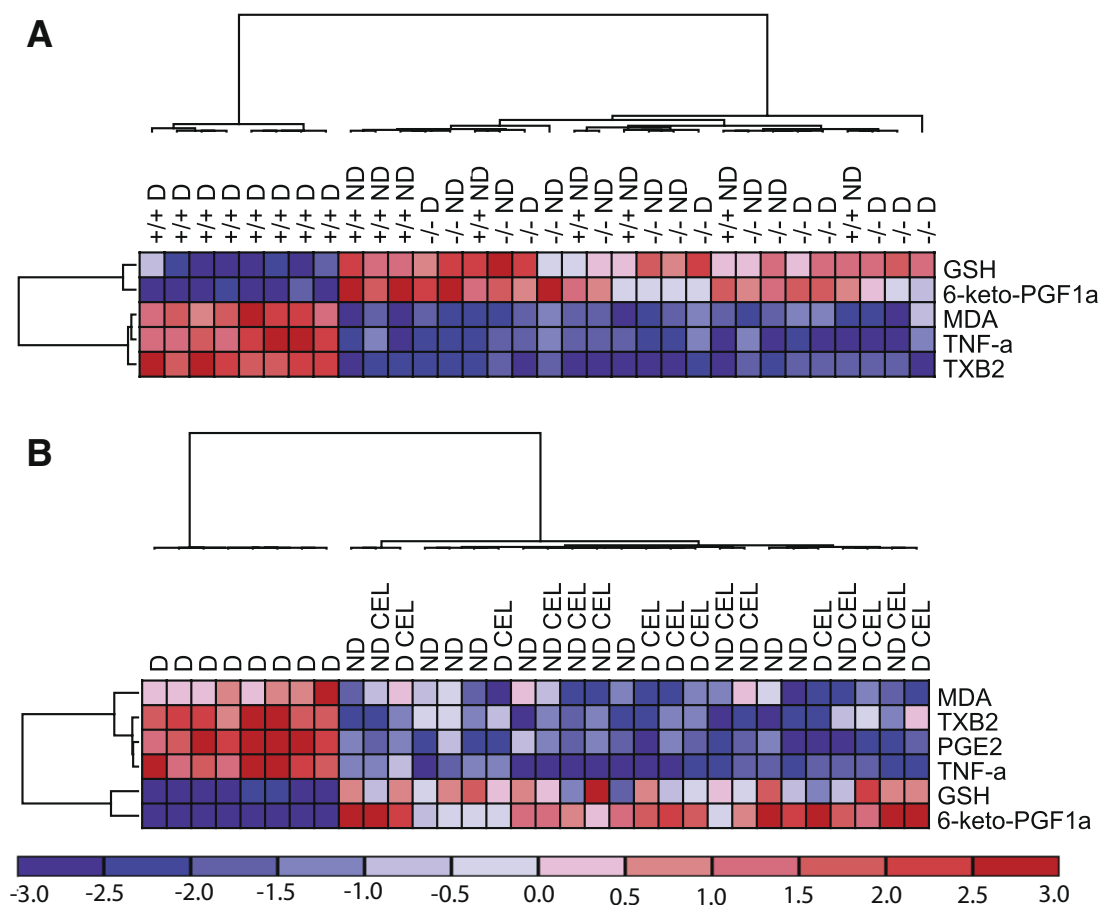 A
+/+ D
+/+ D
+/+ D
+/+ D
+/+ D
+/+ D
+/+ D
+/+ D
+/+ ND
+/+ ND
+/+ ND
-/- D
-/- ND
+/+ ND
-/- ND
-/- D
-/- ND
+/+ ND
-/- ND
+/+ ND
-/- ND
-/- ND
-/- D
+/+ ND
-/- ND
-/- ND
-/- D
-/- D
+/+ ND
-/- D
-/- D
-/- D
GSH
6-keto-PGF1a
MDA
TNF-a
TXB2
B
D
D
D
D
D
D
D
D
ND
ND CEL
D CEL
ND
ND
ND
D CEL
ND
ND CEL
ND CEL
ND CEL
ND
D CEL
D CEL
D CEL
ND CEL
ND CEL
ND
ND
D CEL
ND CEL
D CEL
ND CEL
D CEL
MDA
TXB2
PGE2
TNF-a
GSH
6-keto-PGF1a
-3.0 -2.5 -2.0 -1.5 -1.0 -0.5 0.0 0.5 1.0 1.5 2.0 2.5 3.0